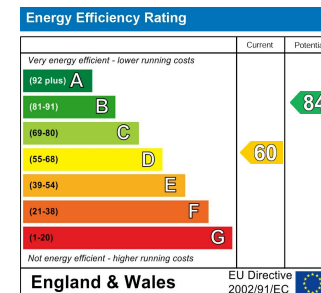 Energy Efficiency Rating
Current Potentia
Very energy efficient - lower running costs
(92 plus) A
(81-91) B
84
(69-80) C
(55-68) D
60
(39-54) E
(21-38) F
(1-20) G
Not energy efficient - higher running costs
England & Wales
EU Directive
2002/91/EC